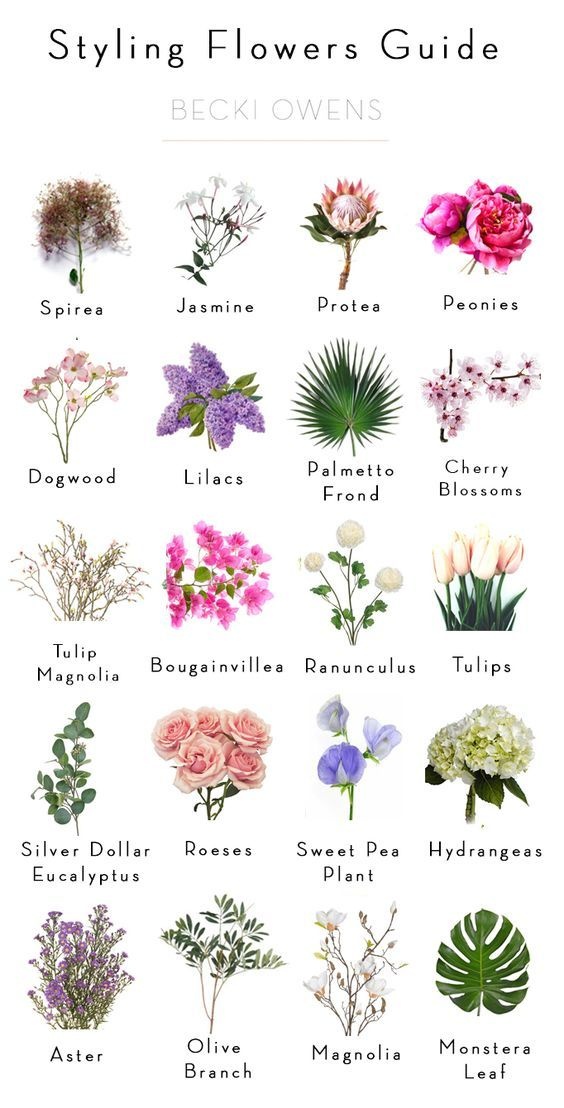 Styling Flowers Guide
BECKI OWENS
Spirea
Jasmine
Protea
Peonies
Dogwood
Lilacs
Palmetto
Frond
Cherry
Blossoms
Tulip
Magnolia
Bougainvillea
Ranunculus
Tulips
Silver Dollar
Eucalyptus
Roeses
Sweet Pea
Plant
Hydrangeas
Aster
Olive
Branch
Magnolia
Monstera
Leaf